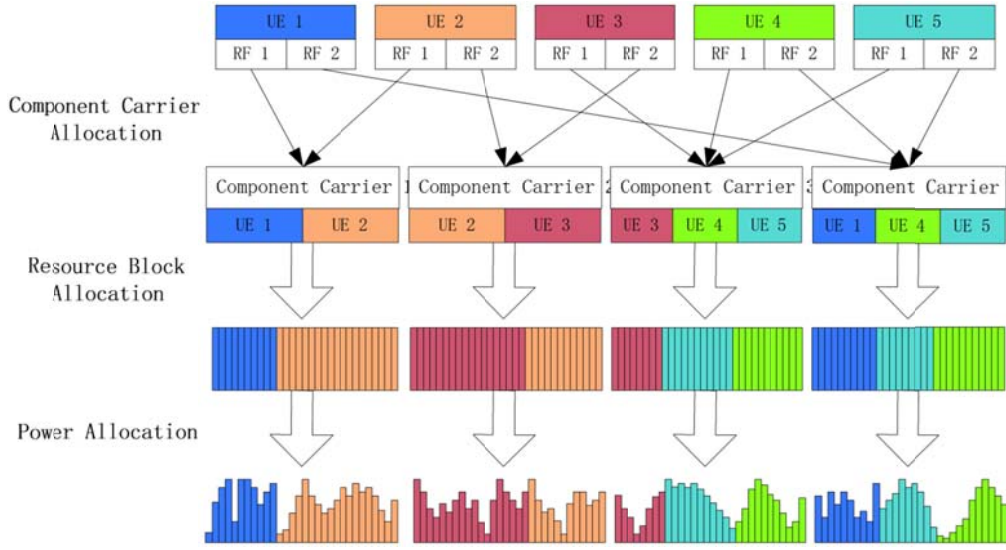 UE 1 UE 2 UE 3 UE 4 UE 5
RF 1 RF 2 RF 1 RF 2 RF 1 RF 2 RF 1 RF 2 RF 1 RF 2
Component Carrier
Allocation
Component Carrier 1 Component Carrier 2 Component Carrier 3 Component Carrier
UE 1 UE 2 UE 2 UE 3 UE 3 UE 4 UE 5 UE 1 UE 4 UE 5
Resource Block
Allocation
Power Allocation